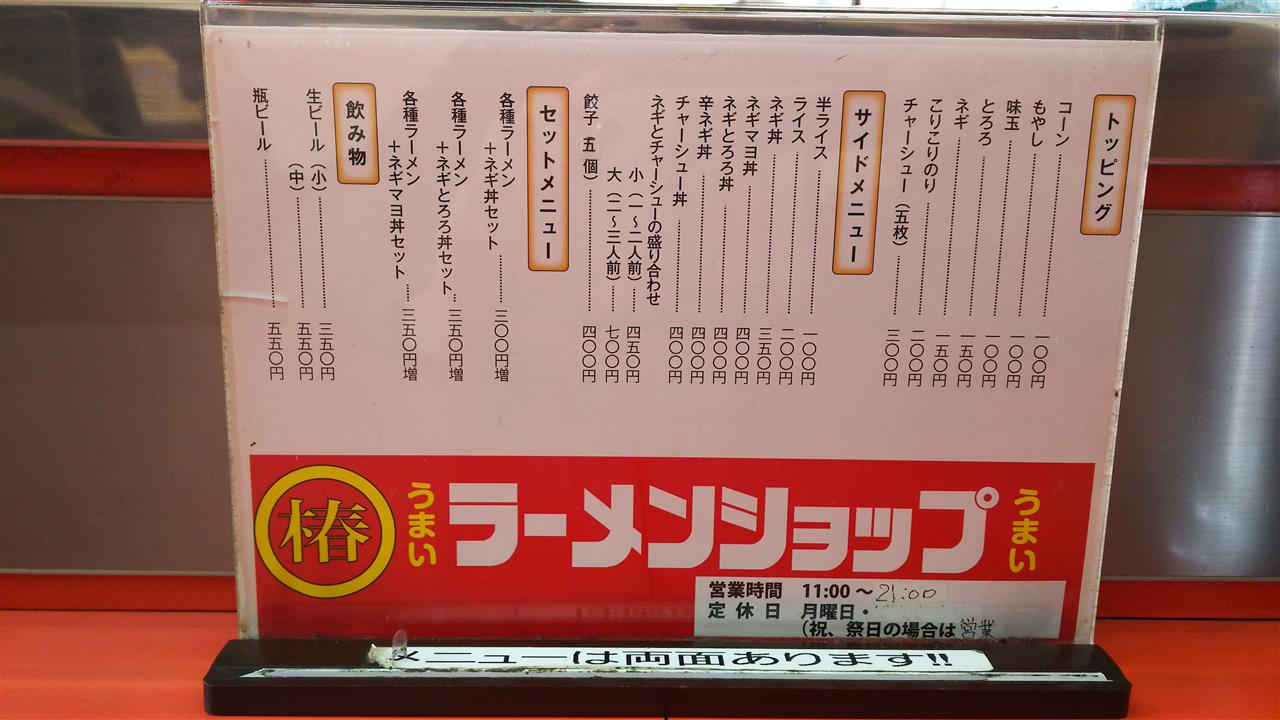 トッピング
コーン 一〇〇円
もやし 一〇〇円
味玉 一〇〇円
とろろ 一〇〇円
ネギ 一五〇円
こりこりのり 一五〇円
チャーシュー（五枚） 三〇〇円
サイドメニュー
半ライス 一〇〇円
ライス 二〇〇円
ネギ丼 三五〇円
ネギマヨ丼 四〇〇円
ネギとろろ丼 四〇〇円
辛ネギ丼 四〇〇円
チャーシュー丼 四〇〇円
ネギとチャーシューの盛り合わせ
小（一～二人前） 四五〇円
大（二～三人前） 七〇〇円
餃子（五個） 四〇〇円
セットメニュー
各種ラーメン
＋ネギ丼セット 三〇〇円増
各種ラーメン
＋ネギとろろ丼セット 三五〇円増
各種ラーメン
＋ネギマヨ丼セット 三五〇円増
飲み物
生ビール（小） 三五〇円
（中） 五五〇円
瓶ビール 五五〇円
椿
うまい
ラーメンショップ
うまい
営業時間 11:00～21:00
定休日 月曜日・
（祝、祭日の場合は営業
メニューは両面あります!!